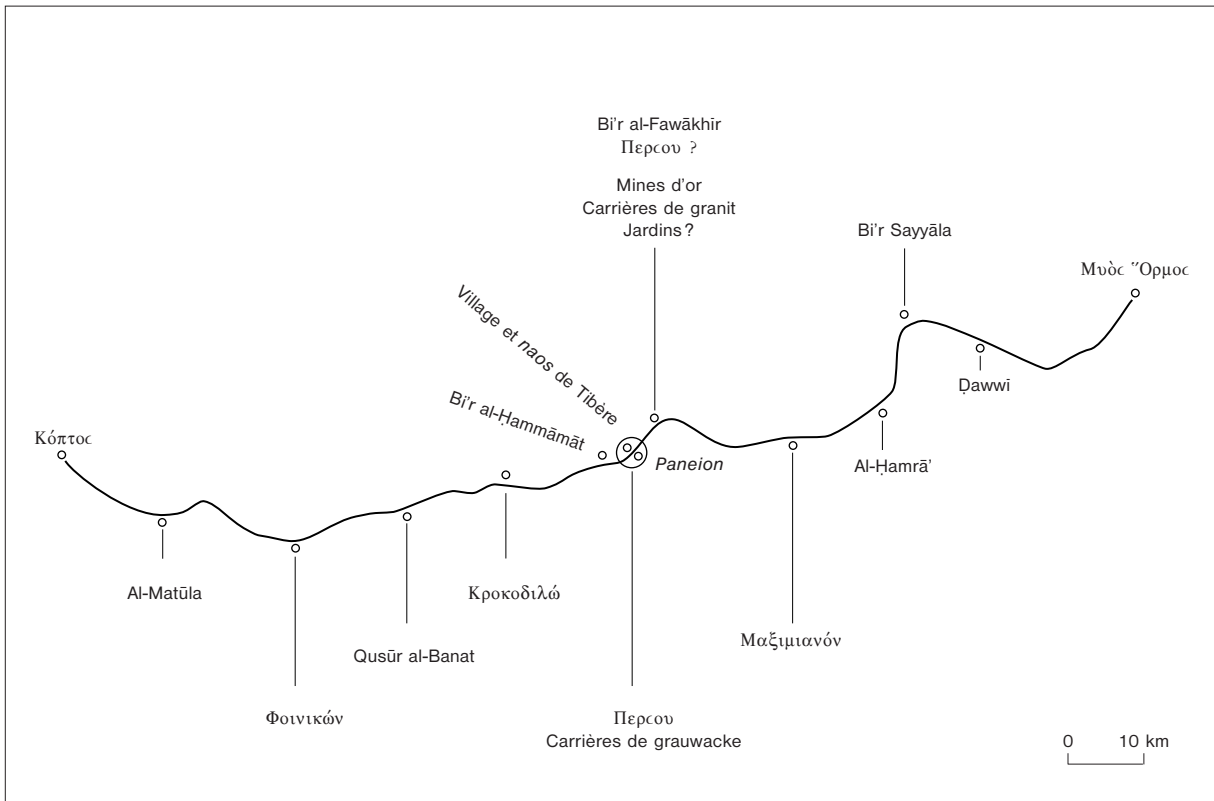 Bi'r al-Fawākhir
Περϲου ?
Mines d'or
Carrières de granit
Jardins ?
Bi'r Sayyāla
Μυὸϲ Ὅρμοϲ
Village et naos de Tibère
Bi'r al-Ḥammāmāt
Κόπτοϲ
Paneion
Ḍawwī
Al-Ḥamrā'
Al-Matūla
Κροκοδιλώ
Μαξιμιανόν
Qusūr al-Banat
Φοινικών
Περϲου
Carrières de grauwacke
0 10 km